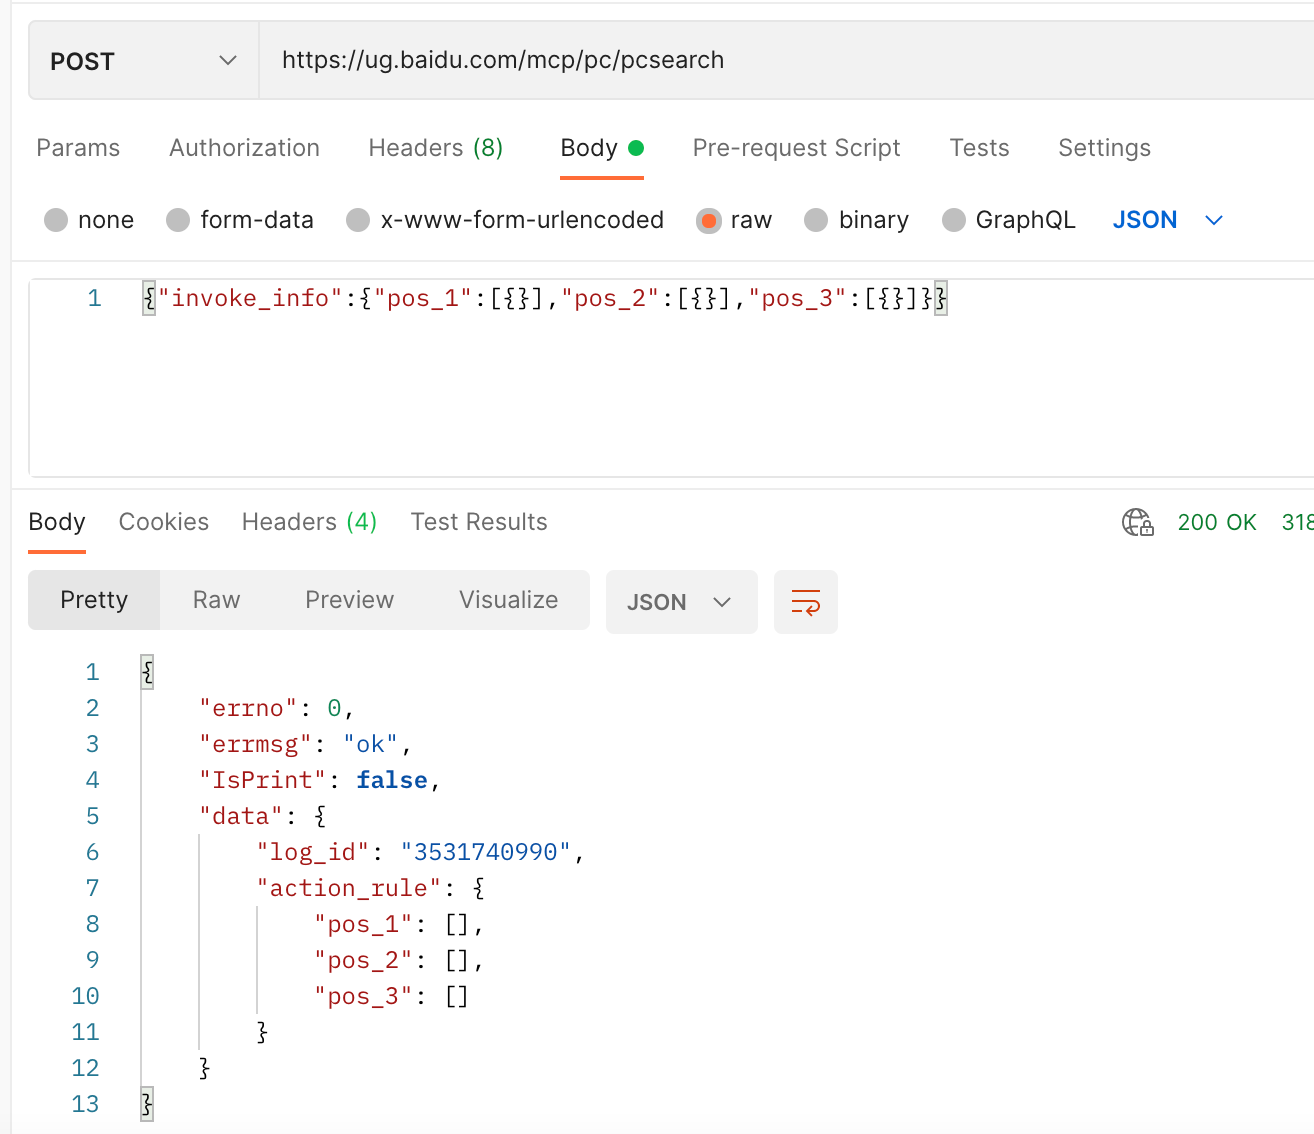 POST https://ug.baidu.com/mcp/pc/pcsearch
Params Authorization Headers (8) Body Pre-request Script Tests Settings
none form-data x-www-form-urlencoded raw binary GraphQL JSON
1 {"invoke_info":{"pos_1":[{}],"pos_2":[{}],"pos_3":[{}]}}
Body Cookies Headers (4) Test Results 200 OK 318
Pretty Raw Preview Visualize JSON
1 {
2 "errno": 0,
3 "errmsg": "ok",
4 "IsPrint": false,
5 "data": {
6 "log_id": "3531740990",
7 "action_rule": {
8 "pos_1": [],
9 "pos_2": [],
10 "pos_3": []
11 }
12 }
13 }